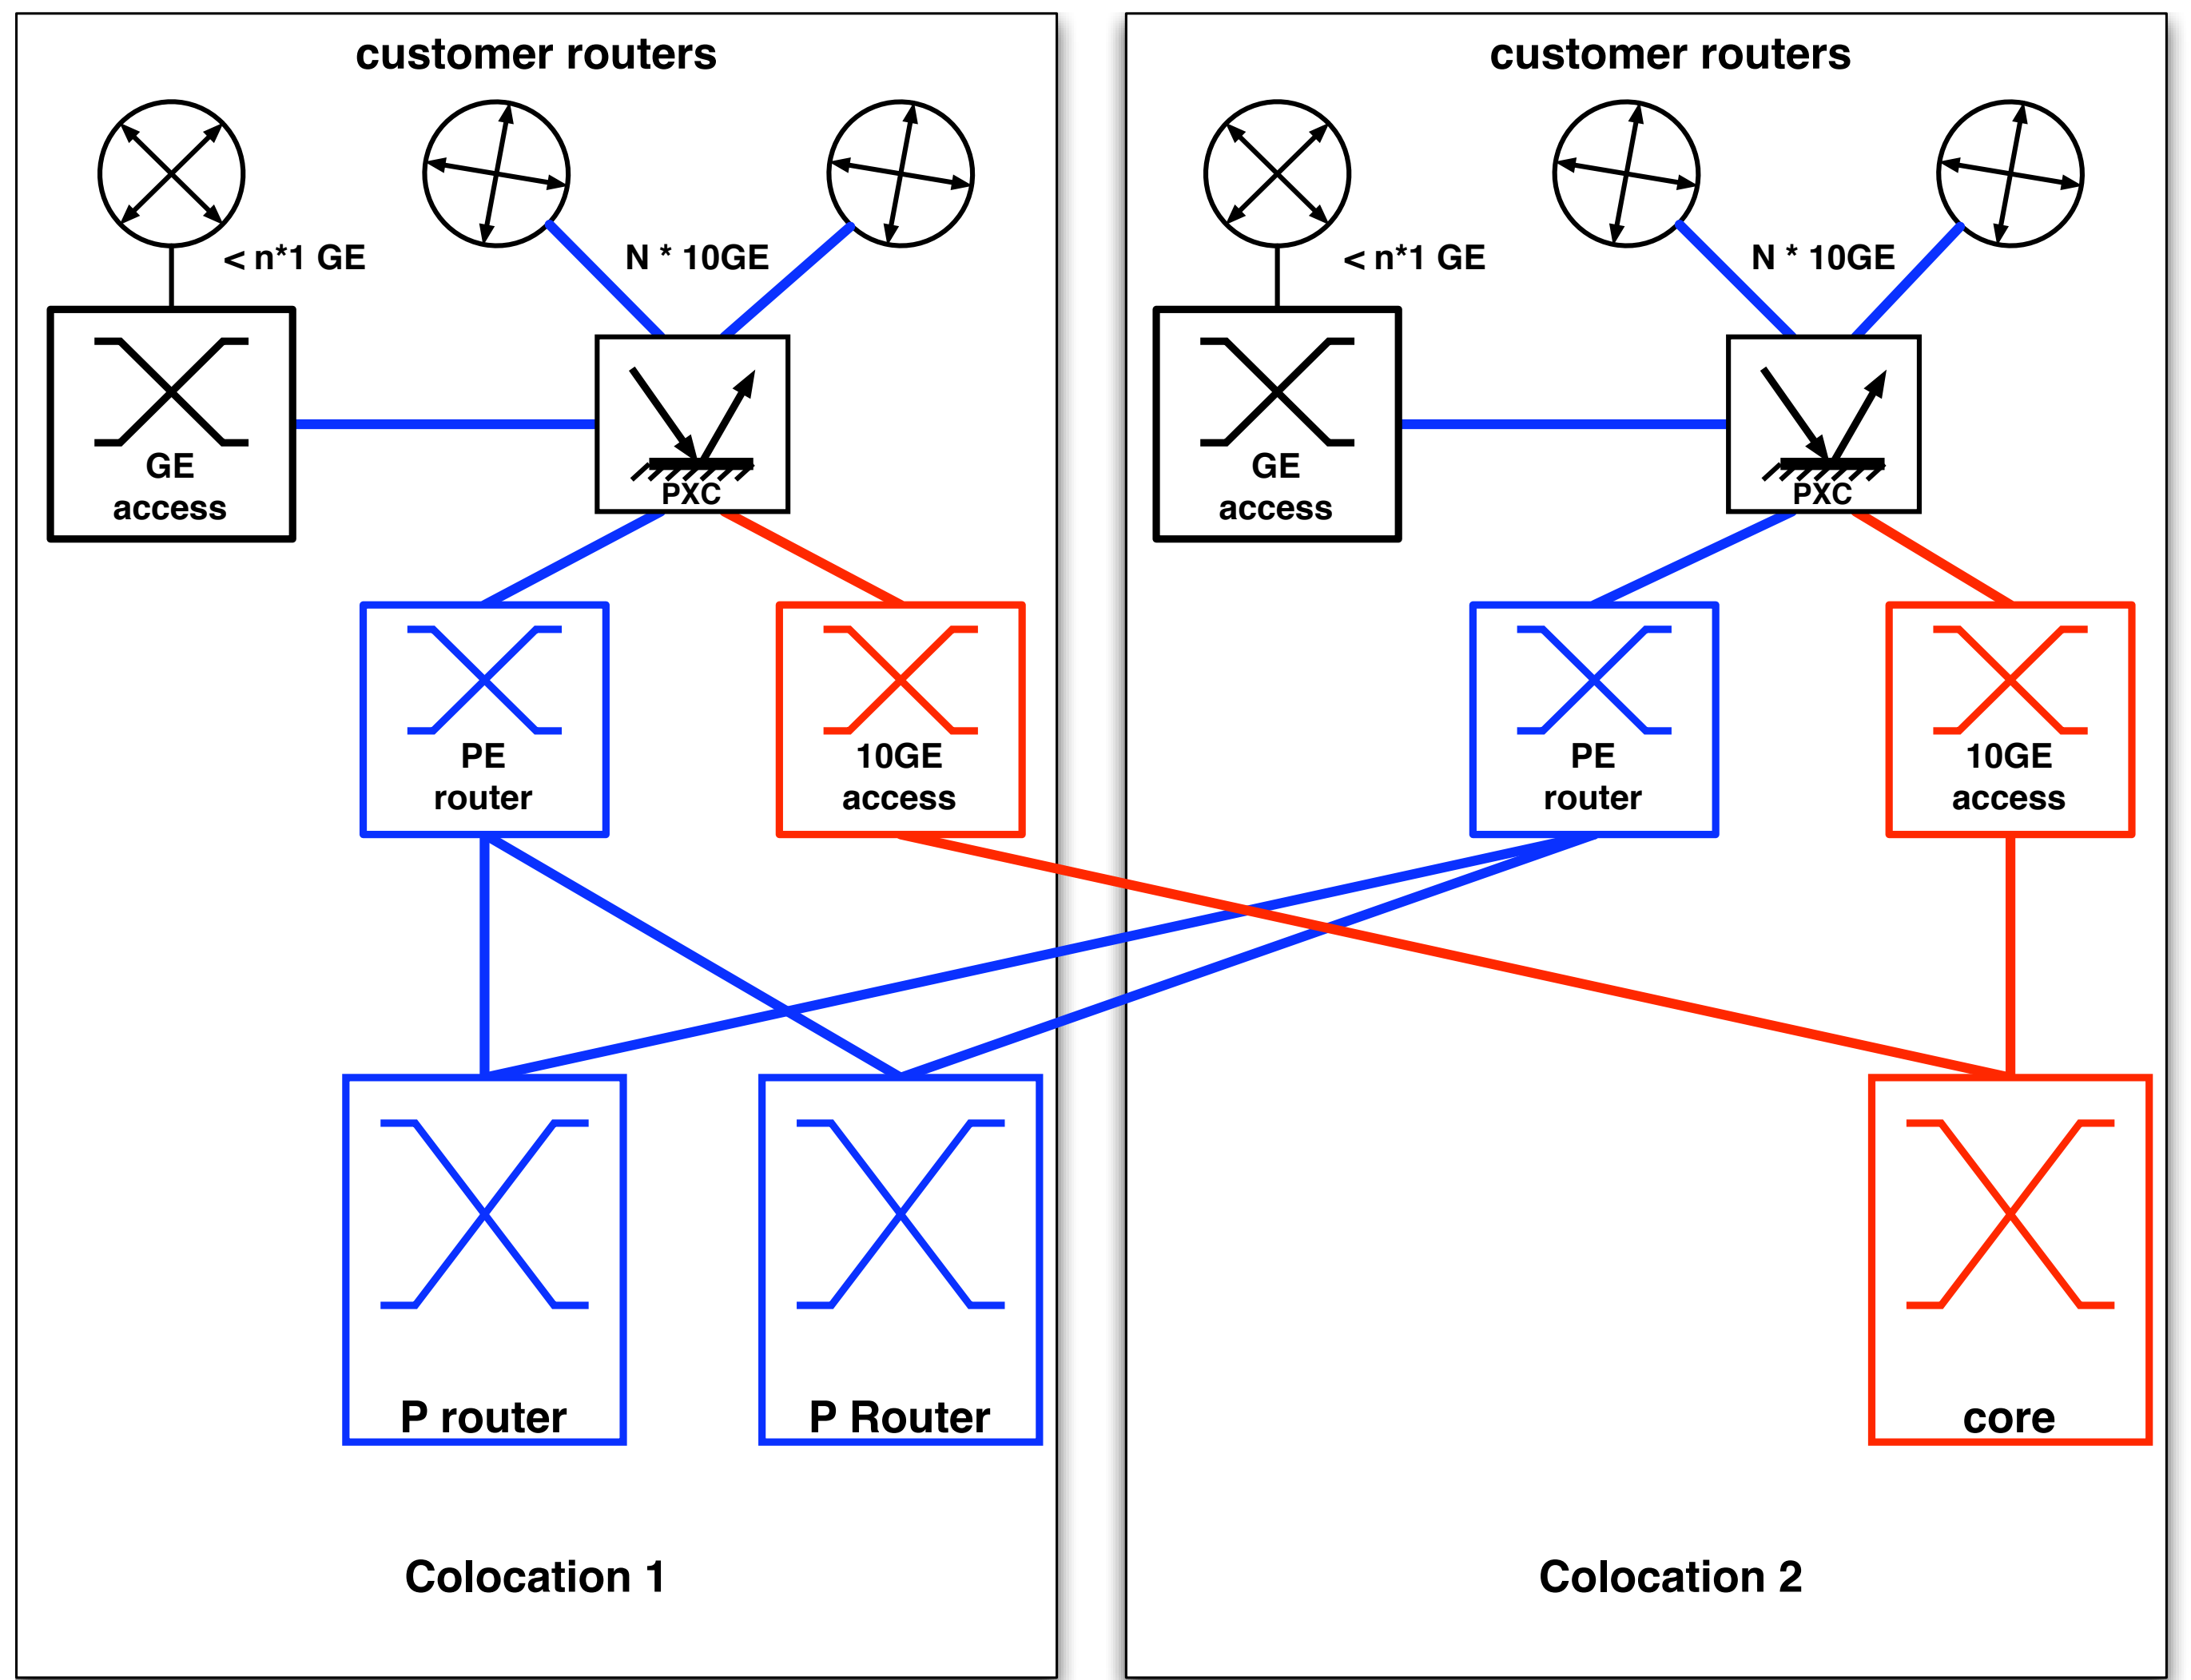 customer routers
< n*1 GE
N * 10GE
GE
access
PXC
PE
router
10GE
access
P router
P Router
Colocation 1
customer routers
< n*1 GE
N * 10GE
GE
access
PXC
PE
router
10GE
access
core
Colocation 2